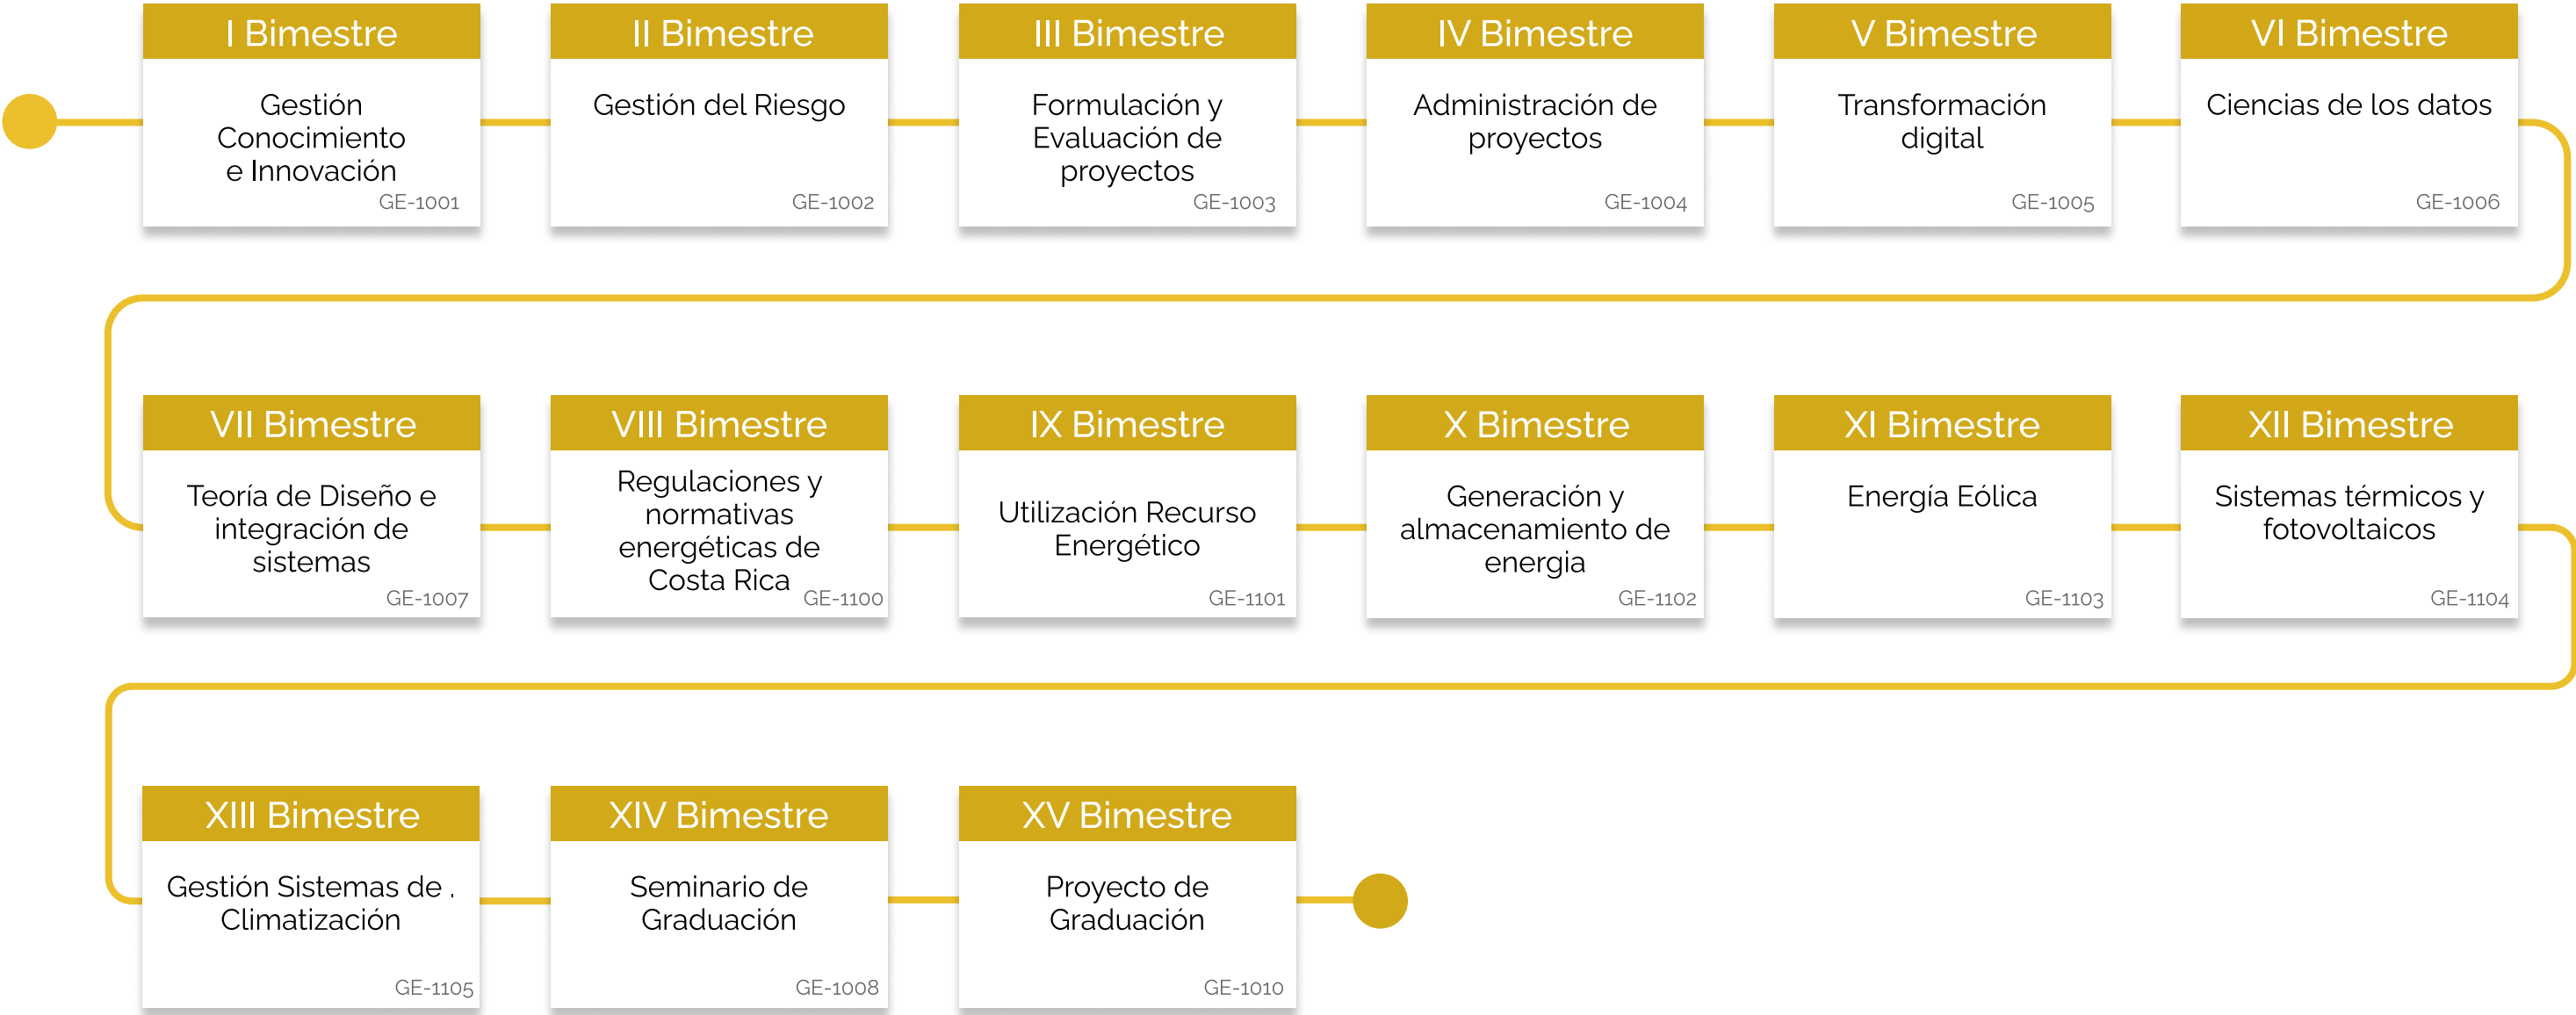 I Bimestre
Gestión
Conocimiento
e Innovación
GE-1001
II Bimestre
Gestión del Riesgo
GE-1002
III Bimestre
Formulación y
Evaluación de
proyectos
GE-1003
IV Bimestre
Administración de
proyectos
GE-1004
V Bimestre
Transformación
digital
GE-1005
VI Bimestre
Ciencias de los datos
GE-1006
VII Bimestre
Teoría de Diseño e
integración de
sistemas
GE-1007
VIII Bimestre
Regulaciones y
normativas
energéticas de
Costa Rica
GE-1100
IX Bimestre
Utilización Recurso
Energético
GE-1101
X Bimestre
Generación y
almacenamiento de
energia
GE-1102
XI Bimestre
Energía Eólica
GE-1103
XII Bimestre
Sistemas térmicos y
fotovoltaicos
GE-1104
XIII Bimestre
Gestión Sistemas de .
Climatización
GE-1105
XIV Bimestre
Seminario de
Graduación
GE-1008
XV Bimestre
Proyecto de
Graduación
GE-1010